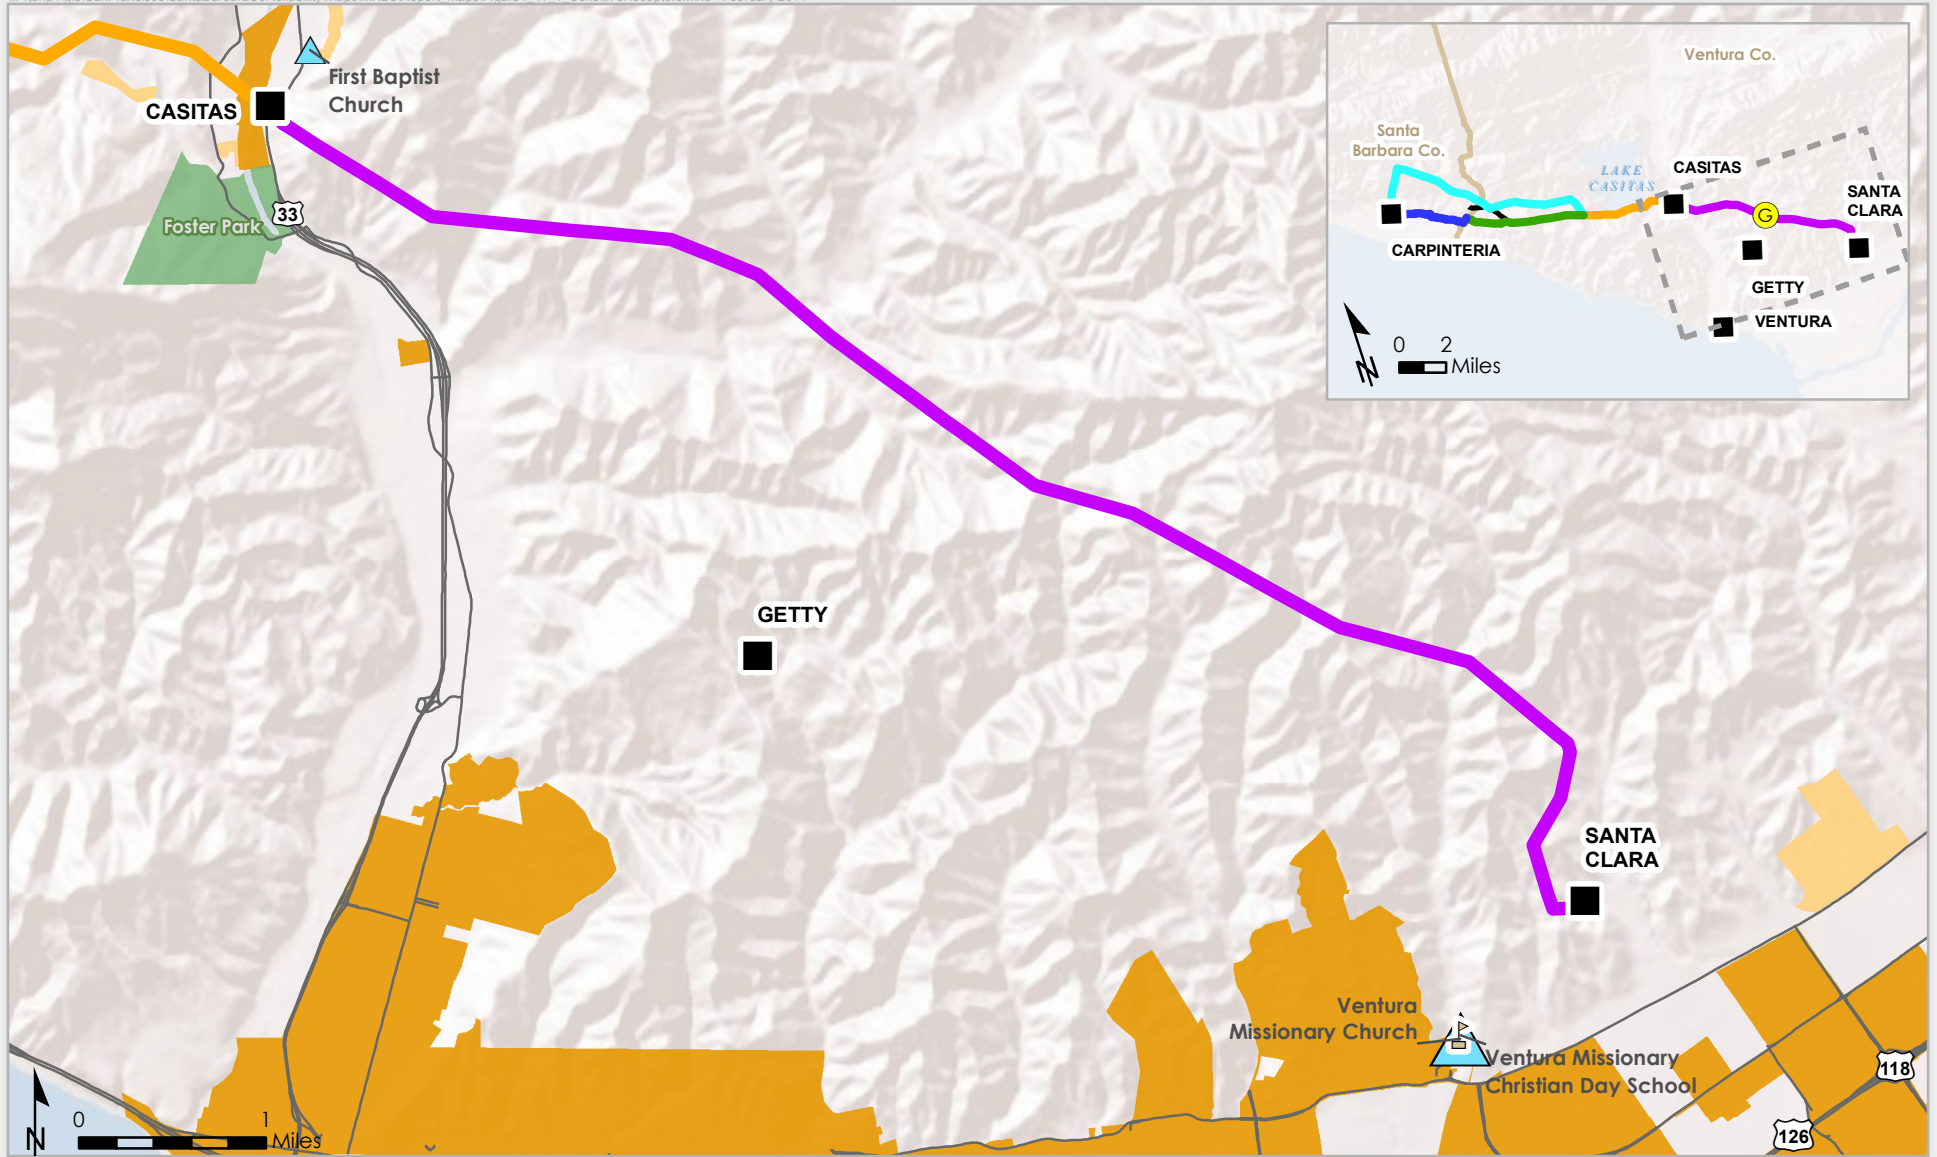 First Baptist
Church
CASITAS
33
Foster Park
GETTY
SANTA
CLARA
Ventura
Missionary Church
Ventura Missionary
Christian Day School
118
126
0 1
Miles
N
Ventura Co.
Santa
Barbara Co.
LAKE
CASITAS
CASITAS
SANTA
CLARA
G
CARPINTERIA
GETTY
VENTURA
0 2
Miles
N